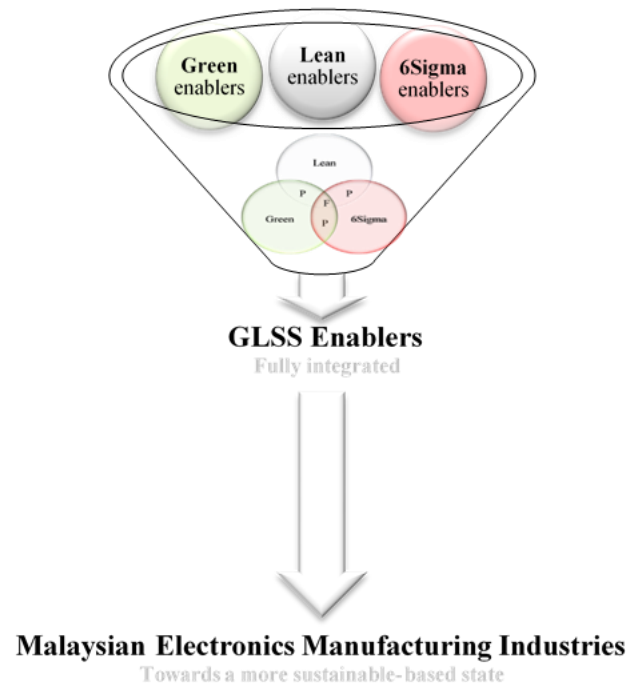 Green
enablers
Lean
enablers
6Sigma
enablers
Lean
P
P
F
Green
6Sigma
P
GLSS Enablers
Fully integrated
Malaysian Electronics Manufacturing Industries
Towards a more sustainable-based state